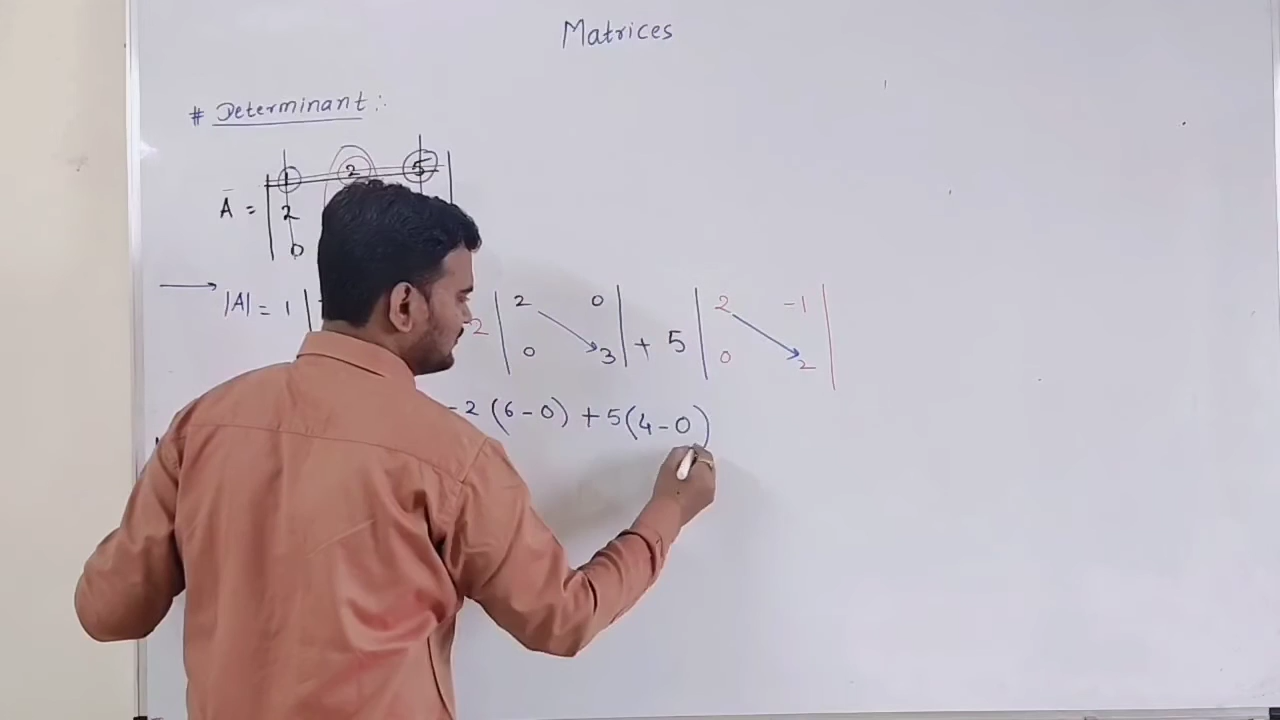 Matrices
# Determinant :-
1 2 5
A = 2
0
|A| = 1 | -2 | 2 0 | + 5 | 2 -1 |
0 3 0 2
-2 (6-0) + 5(4-0)